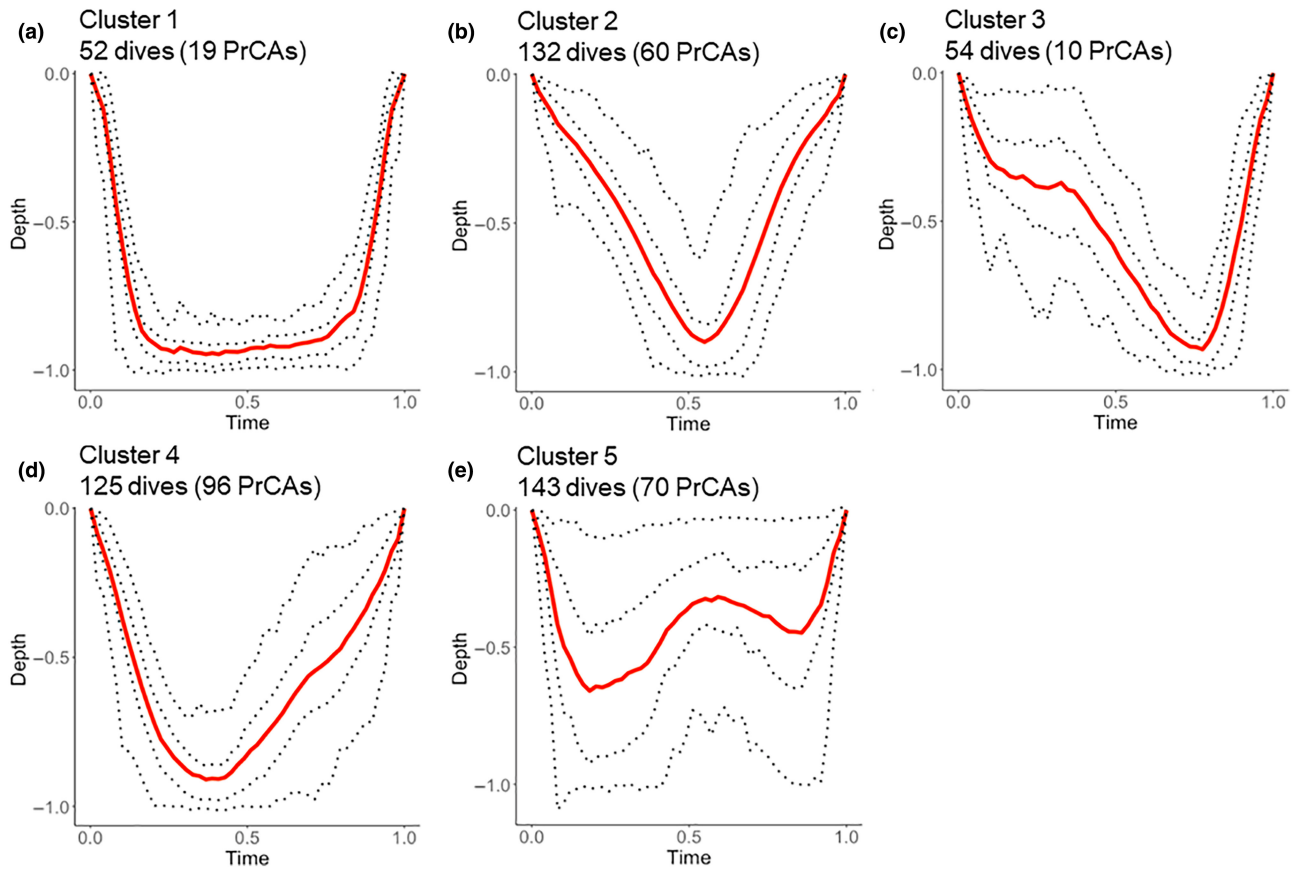 (a)
Cluster 1
52 dives (19 PrCAs)
0.0
−0.5
−1.0
Depth
0.0
0.5
1.0
Time
(b)
Cluster 2
132 dives (60 PrCAs)
0.0
−0.5
−1.0
Depth
0.0
0.5
1.0
Time
(c)
Cluster 3
54 dives (10 PrCAs)
0.0
−0.5
−1.0
Depth
0.0
0.5
1.0
Time
(d)
Cluster 4
125 dives (96 PrCAs)
0.0
−0.5
−1.0
Depth
0.0
0.5
1.0
Time
(e)
Cluster 5
143 dives (70 PrCAs)
0.0
−0.5
−1.0
Depth
0.0
0.5
1.0
Time